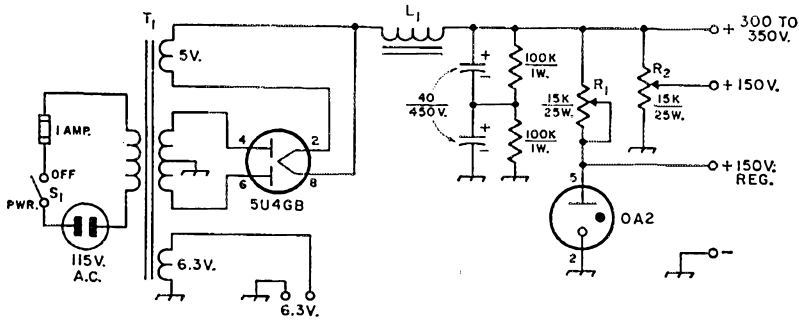 T1
5V.
1 AMP.
OFF
S1
PWR.
115V.
A.C.
4
2
6
8
5U4GB
6.3V.
6.3V.
L1
+
-
40
450V.
+
-
100K
1W.
100K
1W.
R1
15K
25W.
R2
15K
25W.
5
OA2
2
+ 300 TO
350V.
+150V.
+150V.
REG.
-